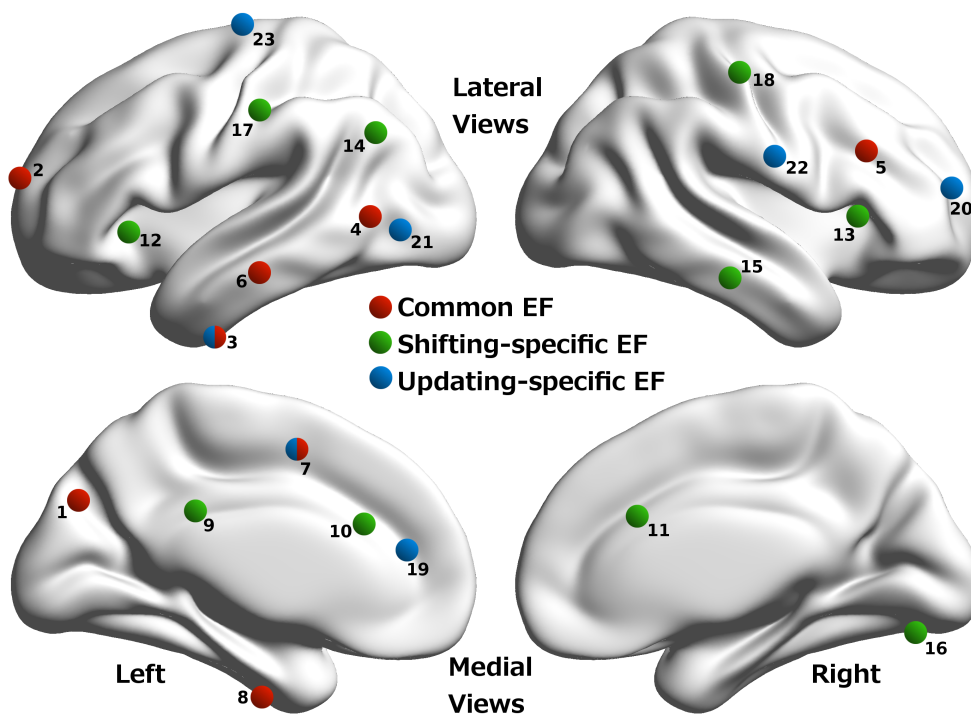 23
2
17
14
12
4
21
6
3
Lateral
Views
18
22
5
20
13
15
Common EF
Shifting-specific EF
Updating-specific EF
1
7
9
10
19
8
11
16
Left
Medial
Views
Right